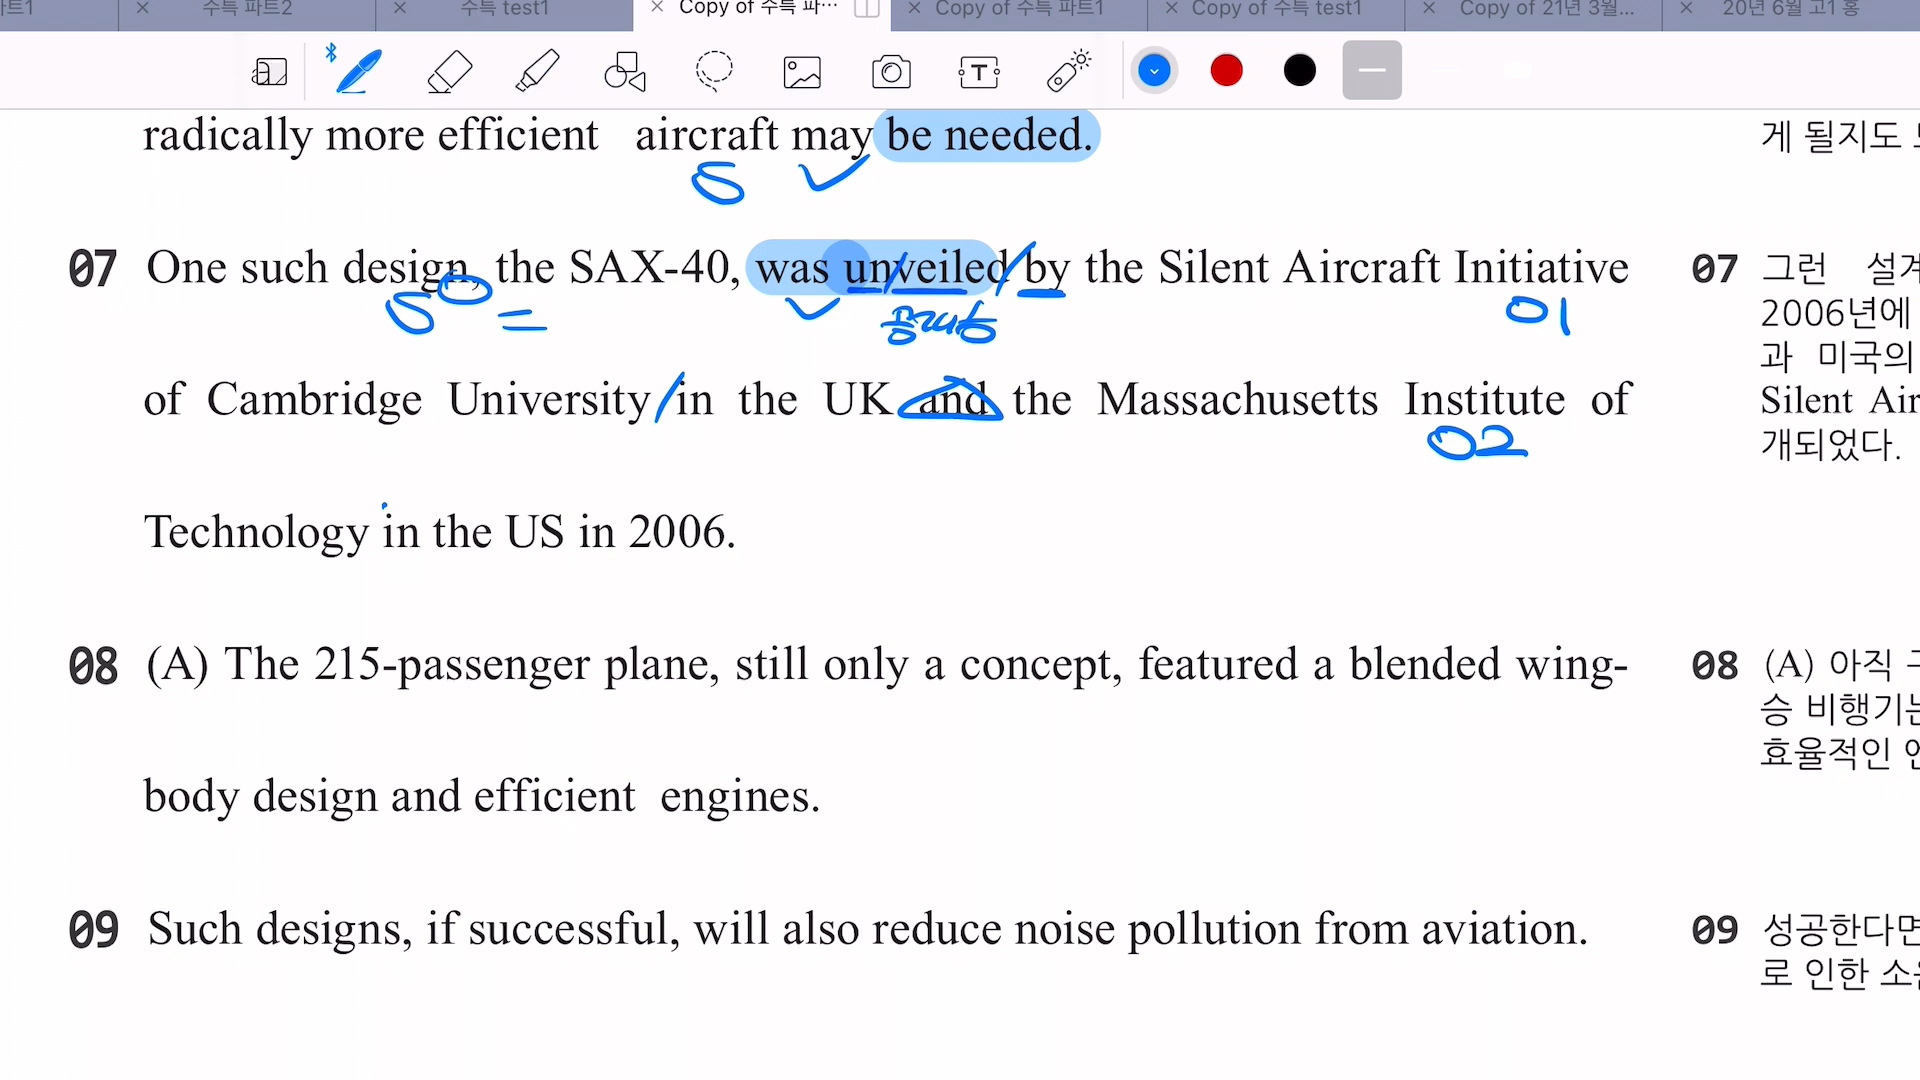 파트1
수특 파트2
수특 test1
Copy of 수특 파···
Copy of 수특 파트1
Copy of 수특 test1
Copy of 21년 3월...
20년 6월 고1 홍
radically more efficient aircraft may be needed.
게 될지도
S
07 One such design, the SAX-40, was unveiled by the Silent Aircraft Initiative
S =
공개하
O1
of Cambridge University in the UK and the Massachusetts Institute of
O2
Technology in the US in 2006.
07 그런 설계
2006년에
과 미국의
Silent Air
개되었다.
08 (A) The 215-passenger plane, still only a concept, featured a blended wing-
body design and efficient engines.
08 (A) 아직
승 비행기는
효율적인
09 Such designs, if successful, will also reduce noise pollution from aviation.
09 성공한다면
로 인한